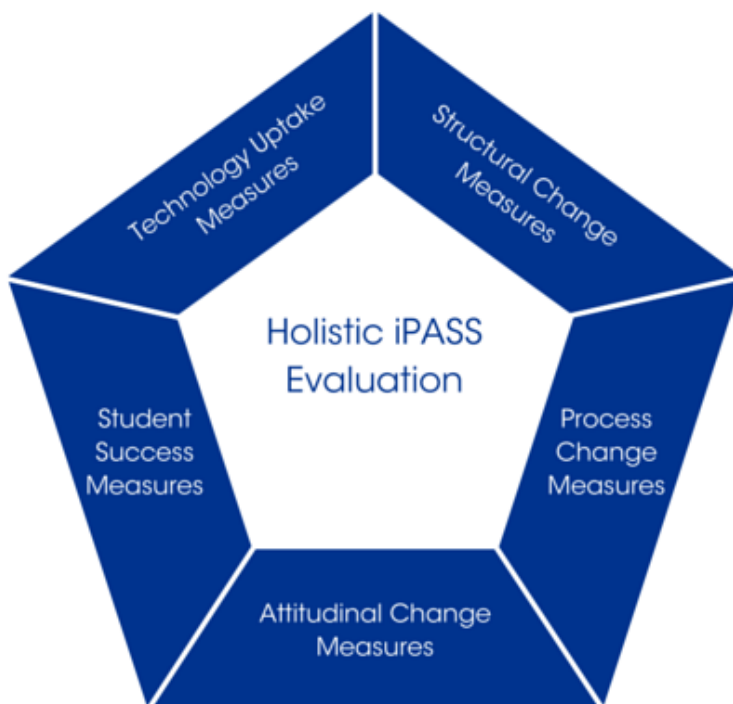 Technology Uptake
Measures
Structural Change
Measures
Holistic iPASS
Evaluation
Student
Success
Measures
Process
Change
Measures
Attitudinal Change
Measures